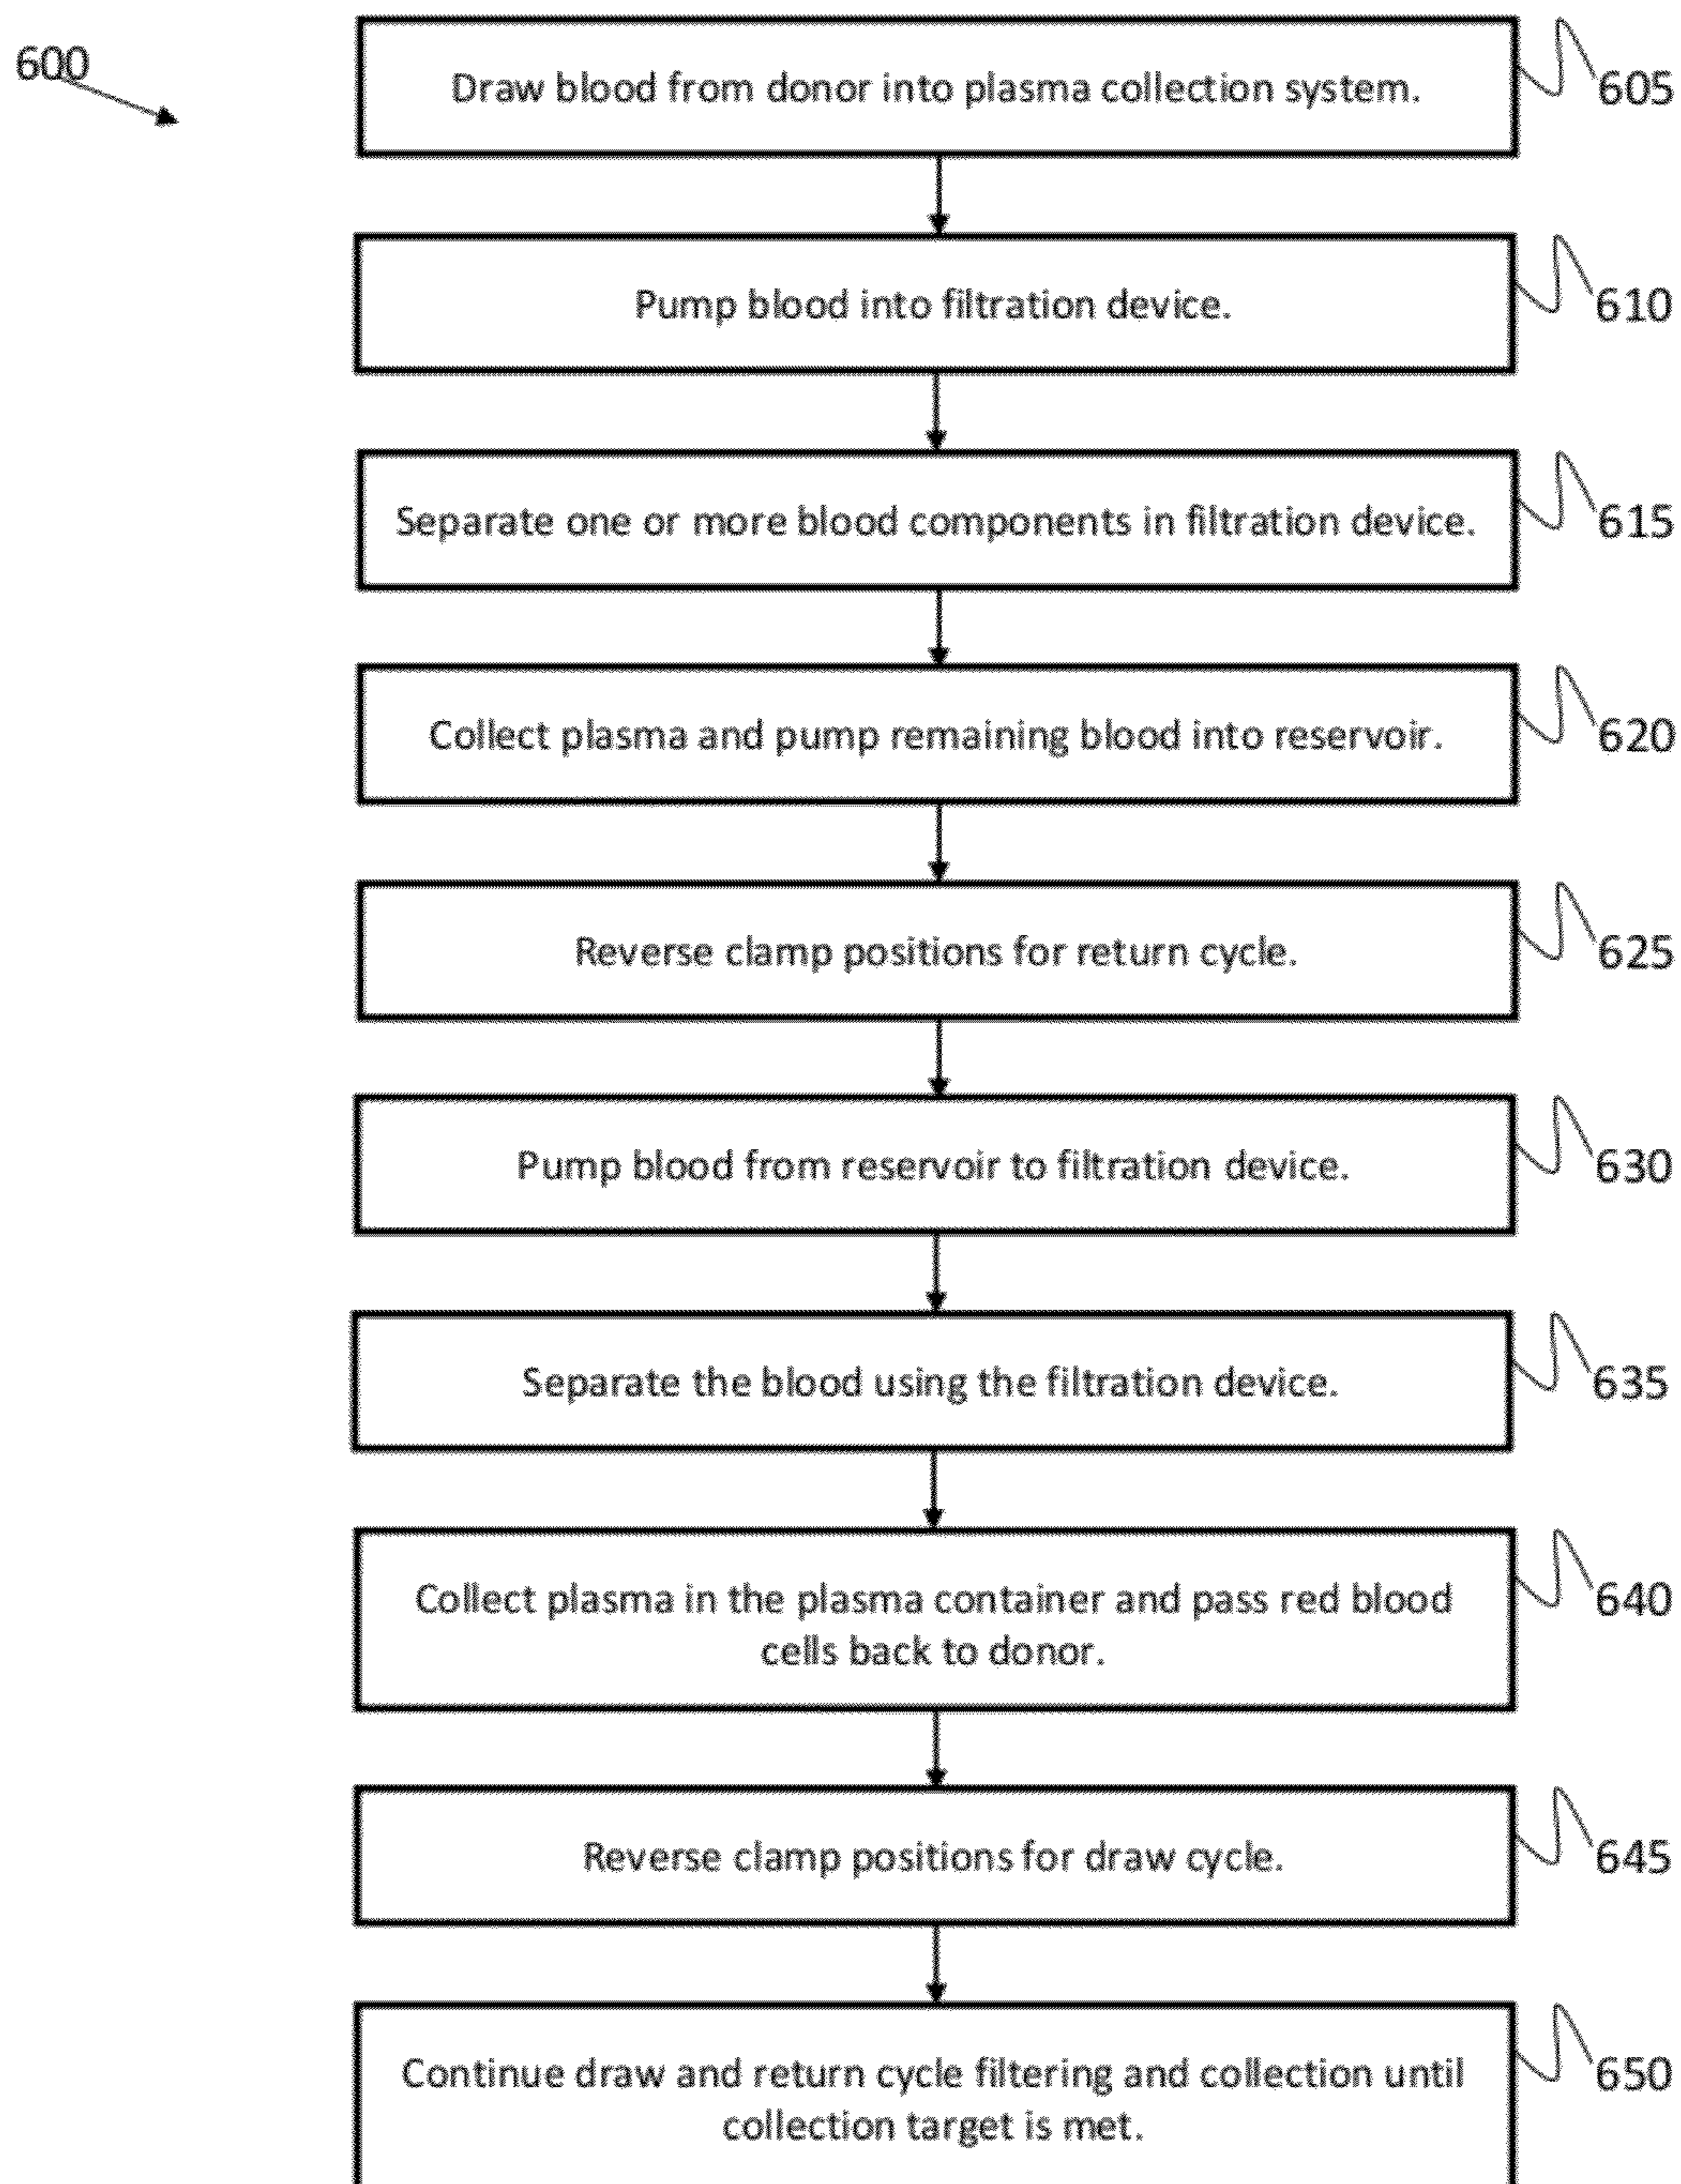 600
Draw blood from donor into plasma collection system.
605
Pump blood into filtration device.
610
Separate one or more blood components in filtration device.
615
Collect plasma and pump remaining blood into reservoir.
620
Reverse clamp positions for return cycle.
625
Pump blood from reservoir to filtration device.
630
Separate the blood using the filtration device.
635
Collect plasma in the plasma container and pass red blood
cells back to donor.
640
Reverse clamp positions for draw cycle.
645
Continue draw and return cycle filtering and collection until
collection target is met.
650